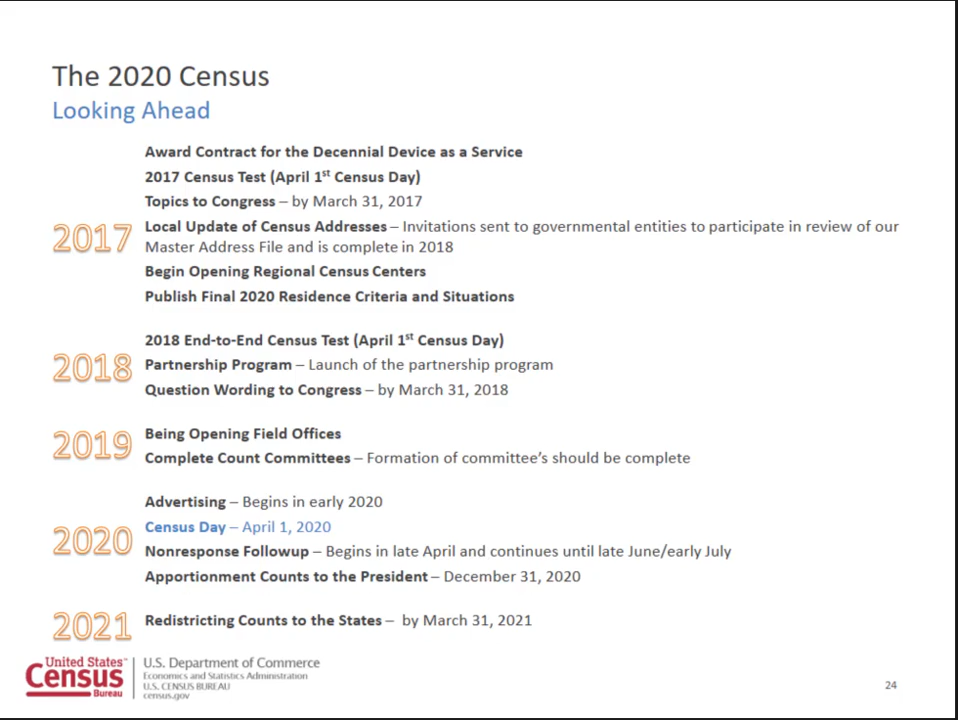 The 2020 Census
Looking Ahead
Award Contract for the Decennial Device as a Service
2017 Census Test (April 1st Census Day)
Topics to Congress – by March 31, 2017
2017
Local Update of Census Addresses – Invitations sent to governmental entities to participate in review of our
Master Address File and is complete in 2018
Begin Opening Regional Census Centers
Publish Final 2020 Residence Criteria and Situations
2018 End-to-End Census Test (April 1st Census Day)
2018
Partnership Program – Launch of the partnership program
Question Wording to Congress – by March 31, 2018
2019
Being Opening Field Offices
Complete Count Committees – Formation of committee's should be complete
Advertising – Begins in early 2020
Census Day – April 1, 2020
2020
Nonresponse Followup – Begins in late April and continues until late June/early July
Apportionment Counts to the President – December 31, 2020
2021
Redistricting Counts to the States – by March 31, 2021
United States™
Census
Bureau
U.S. Department of Commerce
Economics and Statistics Administration
U.S. CENSUS BUREAU
census.gov
24